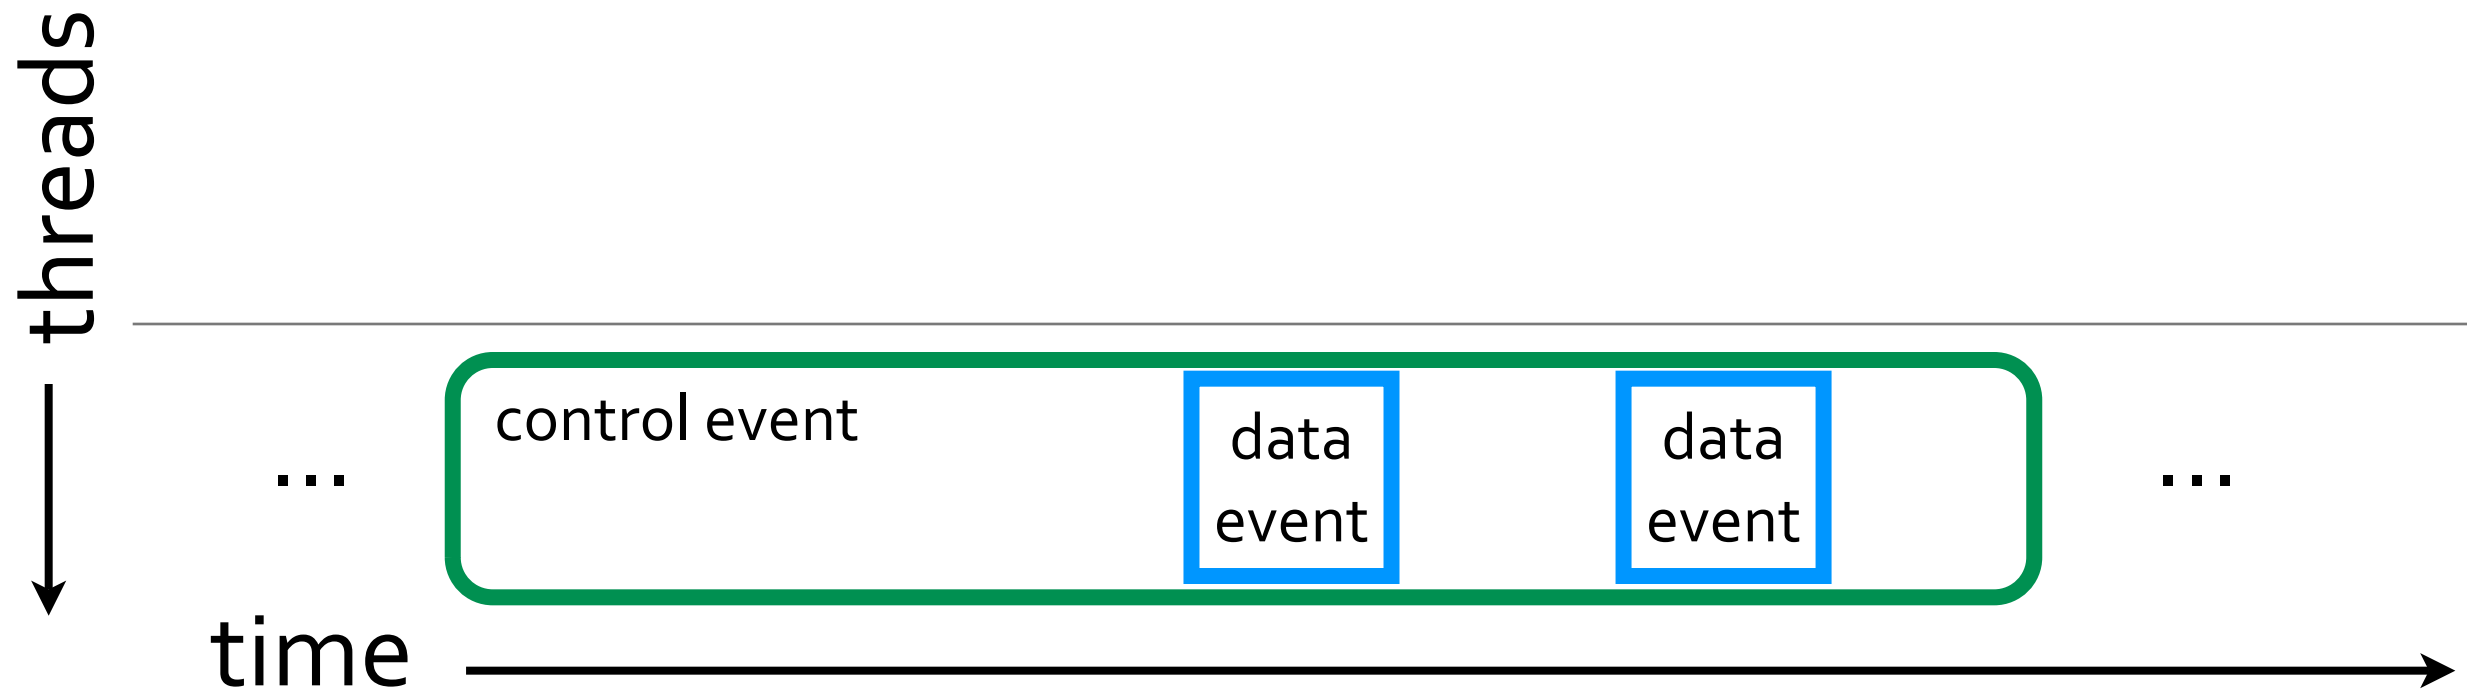 threads
control event
data
event
data
event
...
...
time